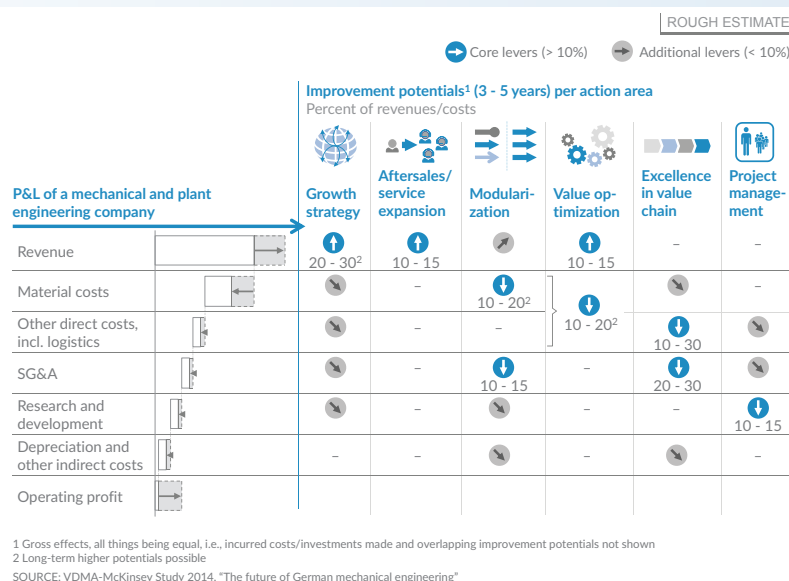 ROUGH ESTIMATE
Core levers (> 10%) Additional levers (< 10%)
Improvement potentials¹ (3 - 5 years) per action area
Percent of revenues/costs
P&L of a mechanical and plant
engineering company
Growth
strategy
Aftersales/
service
expansion
Modulari-
zation
Value op-
timization
Excellence
in value
chain
Project
manage-
ment
Revenue – –
20 - 30² 10 - 15 10 - 15
Material costs – –
10 - 20²
Other direct costs,
incl. logistics – –
10 - 20² 10 - 30
SG&A – –
10 - 15 20 - 30
Research and
development – – –
10 - 15
Depreciation and
other indirect costs – – – –
Operating profit
1 Gross effects, all things being equal, i.e., incurred costs/investments made and overlapping improvement potentials not shown
2 Long-term higher potentials possible
SOURCE: VDMA-McKinsey Study 2014, "The future of German mechanical engineering"